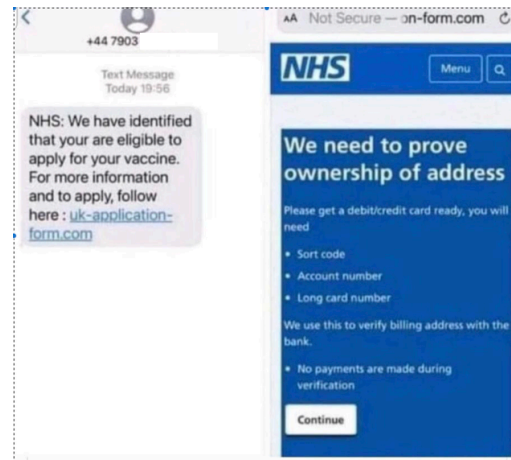 +44 7903
Text Message
Today 19:56
NHS: We have identified
that your are eligible to
apply for your vaccine.
For more information
and to apply, follow
here : uk-application-
form.com
AA Not Secure — on-form.com
NHS
Menu
We need to prove
ownership of address
Please get a debit/credit card ready, you will
need
• Sort code
• Account number
• Long card number
We use this to verify billing address with the
bank.
• No payments are made during
verification
Continue